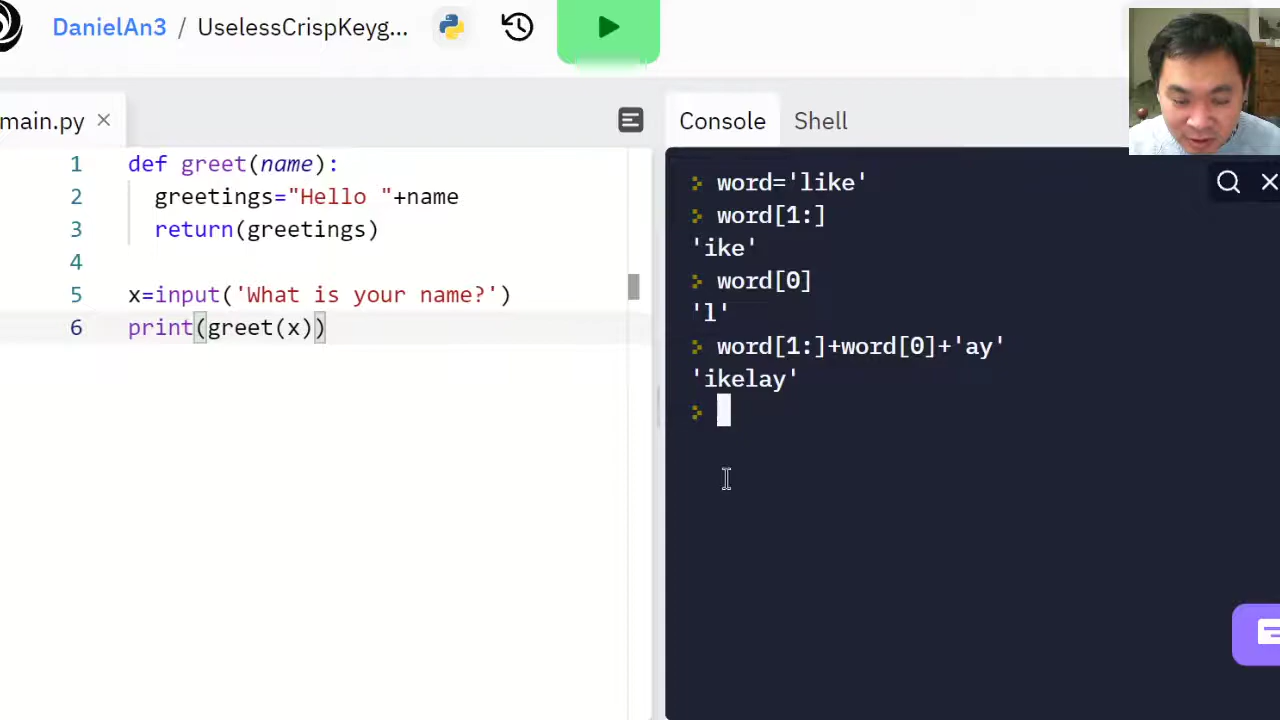 DanielAn3 / UselessCrispKeyg...
main.py
Console Shell
1 def greet(name):
2 greetings="Hello "+name
3 return(greetings)
4
5 x=input('What is your name?')
6 print(greet(x))
> word='like'
> word[1:]
'ike'
> word[0]
'l'
> word[1:]+word[0]+'ay'
'ikelay'
>